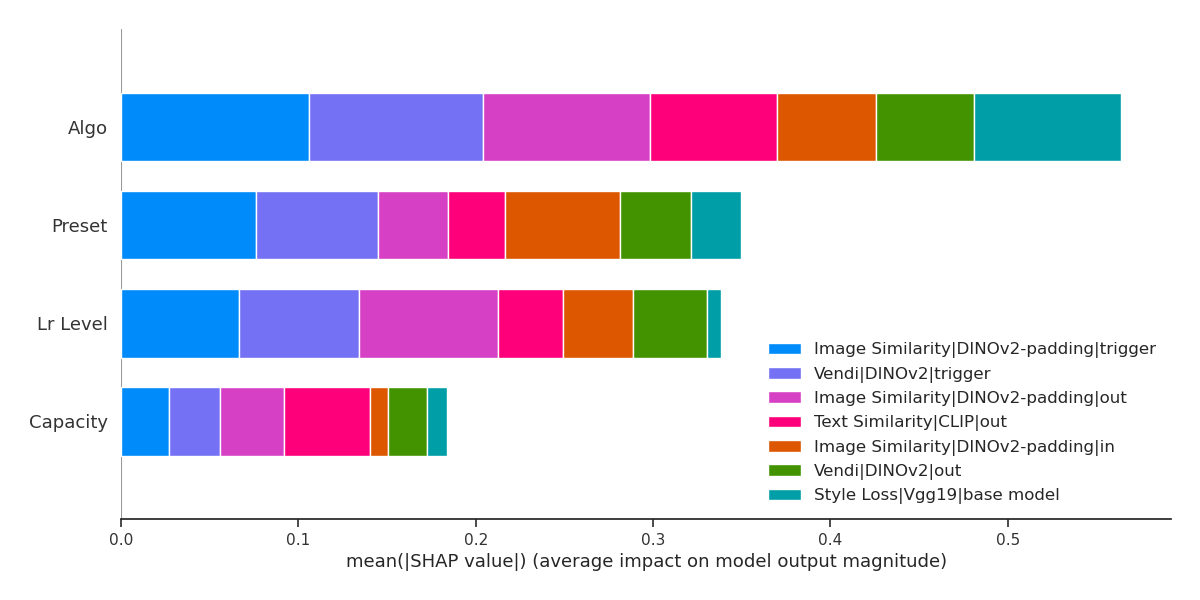 Algo
Preset
Lr Level
Capacity
Image Similarity|DINOv2-padding|trigger
Vendi|DINOv2|trigger
Image Similarity|DINOv2-padding|out
Text Similarity|CLIP|out
Image Similarity|DINOv2-padding|in
Vendi|DINOv2|out
Style Loss|Vgg19|base model
0.0 0.1 0.2 0.3 0.4 0.5
mean(|SHAP value|) (average impact on model output magnitude)